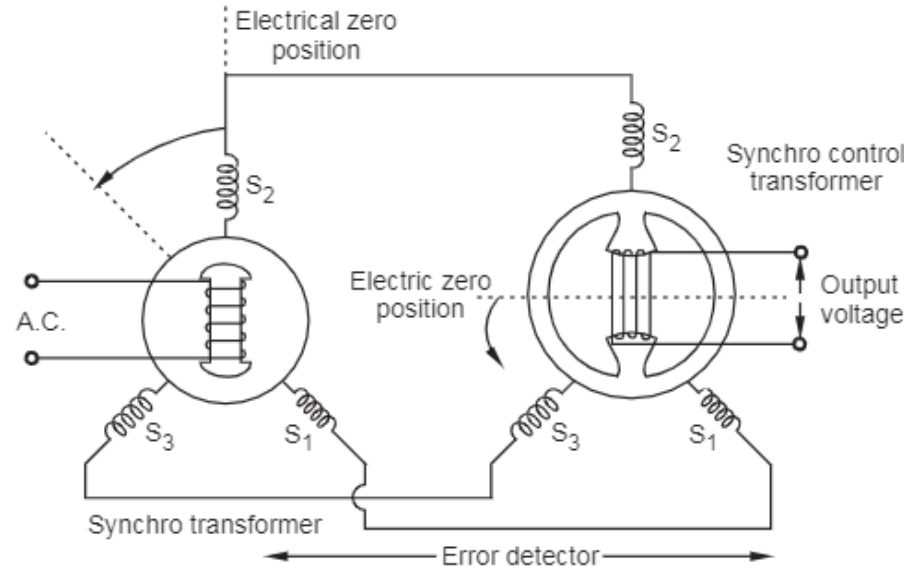 Electrical zero
position
S2
S2
Synchro control
transformer
Electric zero
position
Output
voltage
A.C.
S3
S1
S3
S1
Synchro transformer
Error detector